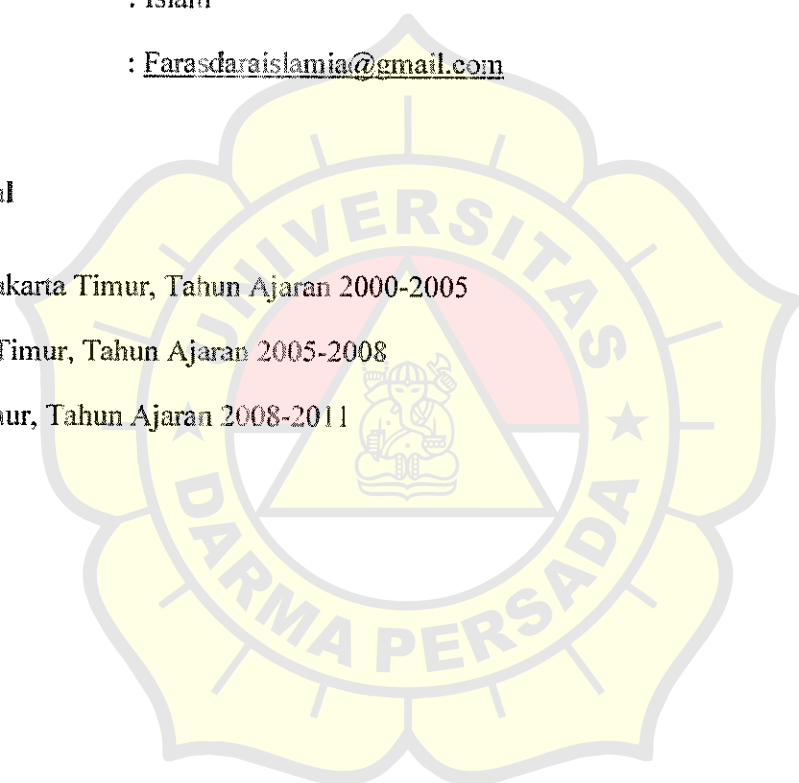 : Islam
: Farasdaraislamia@gmail.com
al
akarta Timur, Tahun Ajaran 2000-2005
Timur, Tahun Ajaran 2005-2008
nur, Tahun Ajaran 2008-2011
UNIVERSITAS
DARMA PERSADA